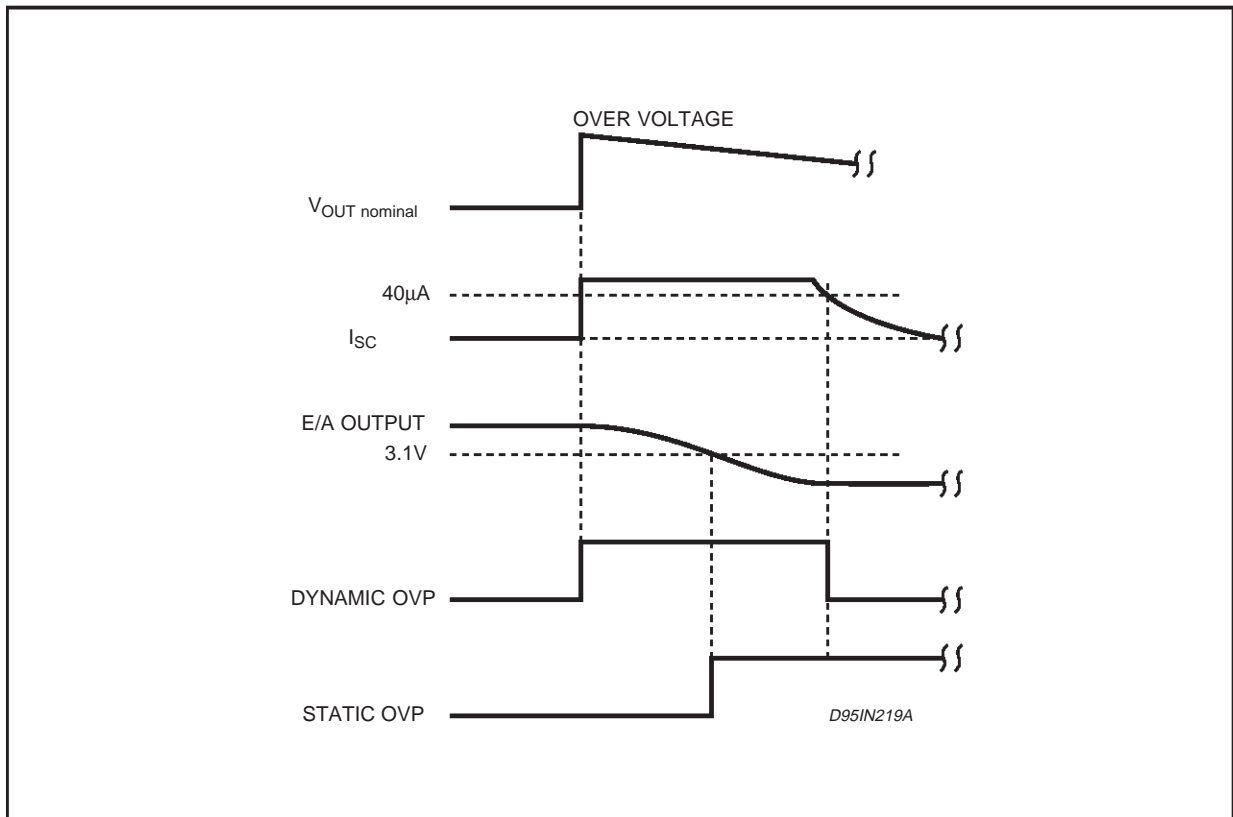 OVER VOLTAGE
VOUT nominal
40μA
ISC
E/A OUTPUT
3.1V
DYNAMIC OVP
STATIC OVP
D95IN219A